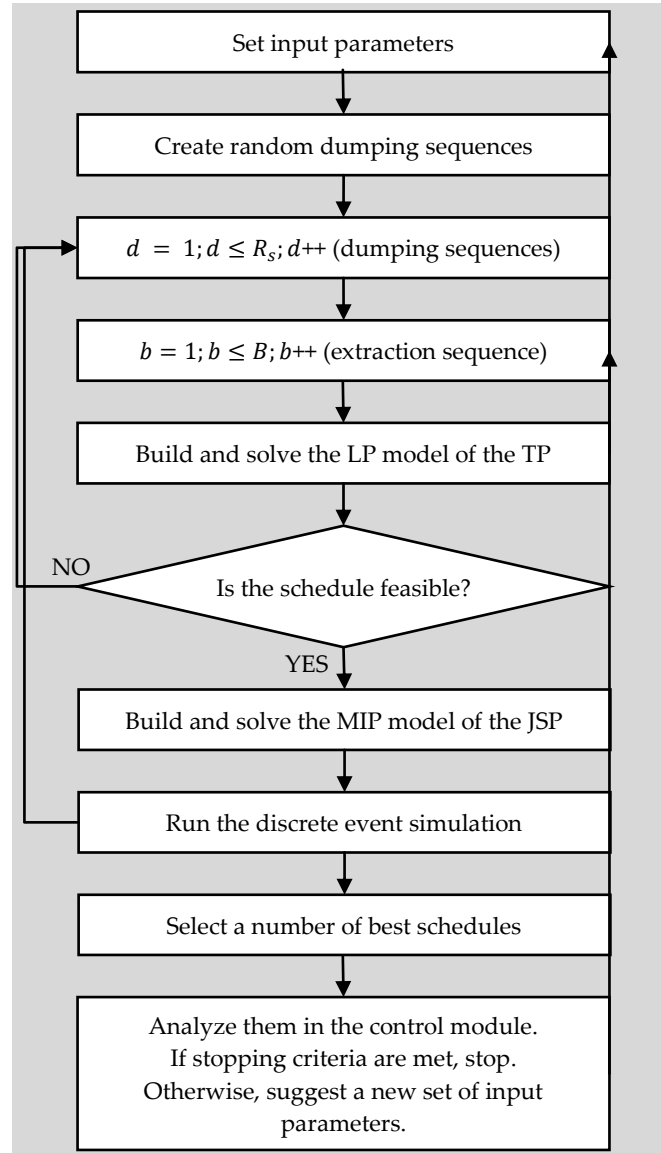 Set input parameters
Create random dumping sequences
d = 1; d ≤ Rₛ; d++ (dumping sequences)
b = 1; b ≤ B; b++ (extraction sequence)
Build and solve the LP model of the TP
NO
Is the schedule feasible?
YES
Build and solve the MIP model of the JSP
Run the discrete event simulation
Select a number of best schedules
Analyze them in the control module.
If stopping criteria are met, stop.
Otherwise, suggest a new set of input
parameters.